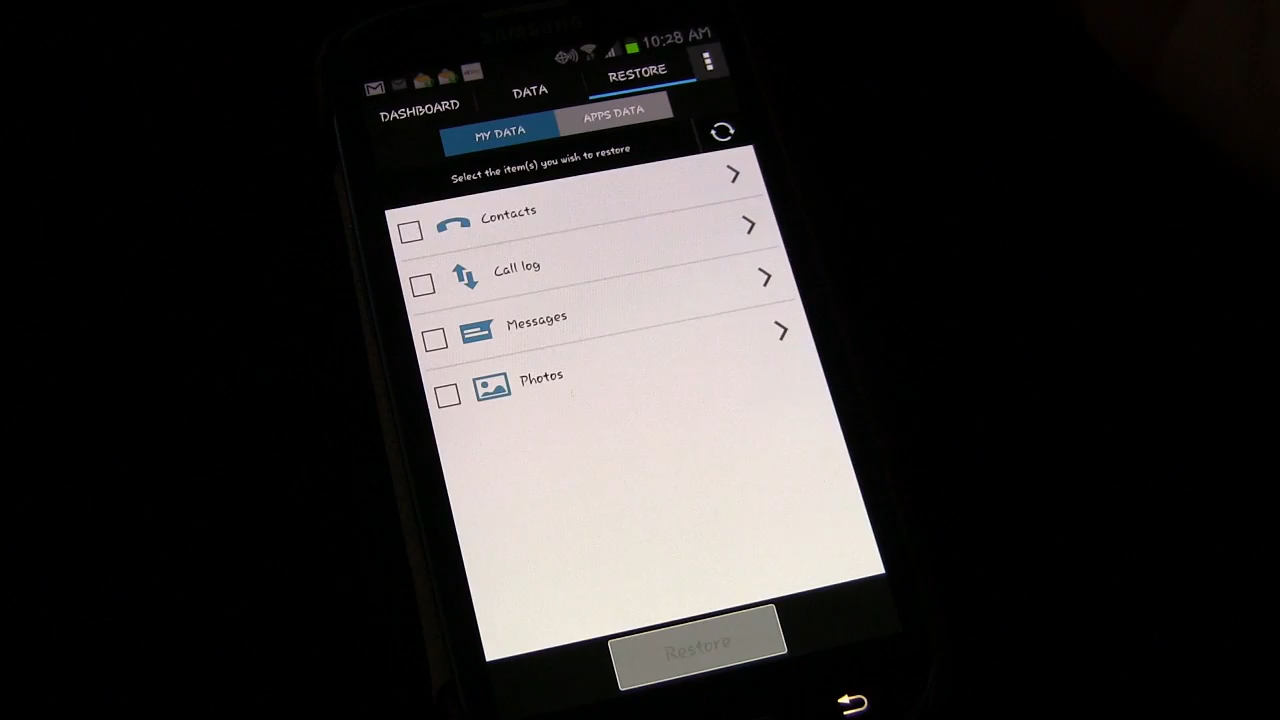 SAMSUNG
10:28 AM
DASHBOARD
DATA
RESTORE
MY DATA
APPS DATA
Select the item(s) you wish to restore
Contacts
Call log
Messages
Photos
Restore